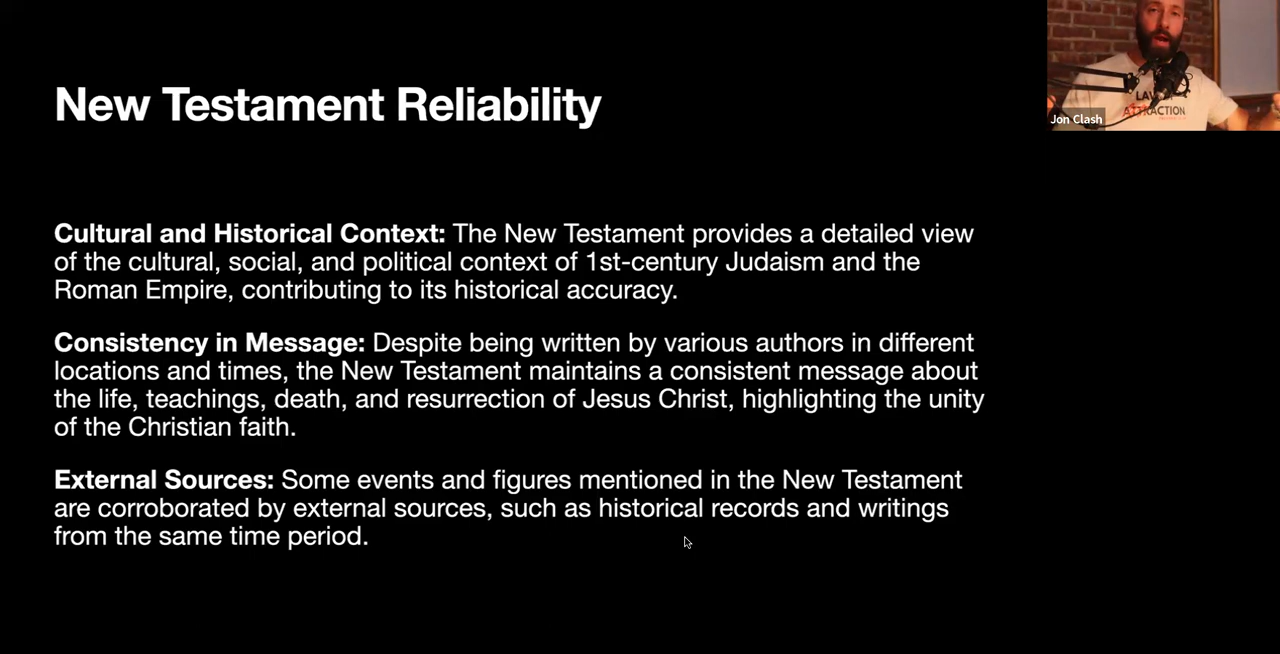 New Testament Reliability
Cultural and Historical Context: The New Testament provides a detailed view
of the cultural, social, and political context of 1st-century Judaism and the
Roman Empire, contributing to its historical accuracy.
Consistency in Message: Despite being written by various authors in different
locations and times, the New Testament maintains a consistent message about
the life, teachings, death, and resurrection of Jesus Christ, highlighting the unity
of the Christian faith.
External Sources: Some events and figures mentioned in the New Testament
are corroborated by external sources, such as historical records and writings
from the same time period.
ATTRACTION
Jon Clash